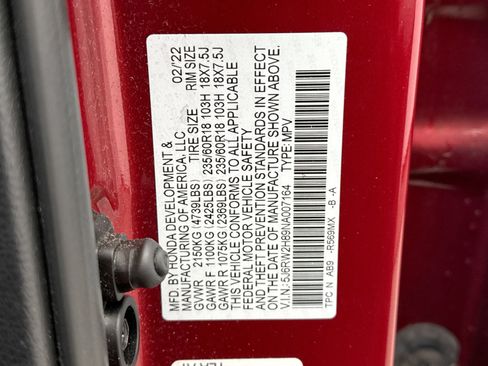 MFD. BY HONDA DEVELOPMENT & 02/'22
MANUFACTURING OF AMERICA, LLC
TIRE SIZE RIM SIZE
GVWR 2150KG (4739LBS)
GAWR F 1100KG (2426LBS) 235/60R18 103H 18X7.5J
GAWR R 1075KG (2369LBS) 235/60R18 103H 18X7.5J
THIS VEHICLE CONFORMS TO ALL APPLICABLE
FEDERAL MOTOR VEHICLE SAFETY
AND THEFT PREVENTION STANDARDS IN EFFECT
ON THE DATE OF MANUFACTURE SHOWN ABOVE.
V.I.N.:5J6RW2H89NA007164 TYPE:MPV
TPC N AB9 -R569MX -B -A